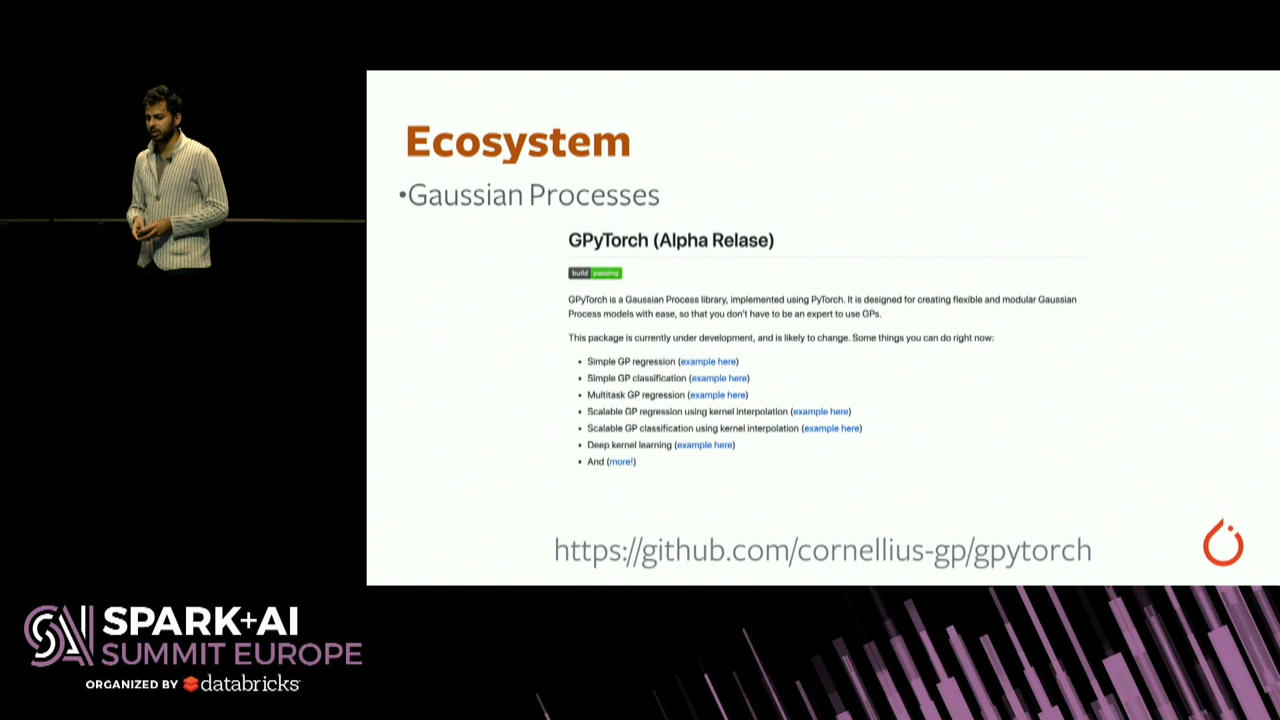 Ecosystem
•Gaussian Processes
GPyTorch (Alpha Relase)
build passing
GPyTorch is a Gaussian Process library, implemented using PyTorch. It is designed for creating flexible and modular Gaussian
Process models with ease, so that you don't have to be an expert to use GPs.
This package is currently under development, and is likely to change. Some things you can do right now:
• Simple GP regression (example here)
• Simple GP classification (example here)
• Multitask GP regression (example here)
• Scalable GP regression using kernel interpolation (example here)
• Scalable GP classification using kernel interpolation (example here)
• Deep kernel learning (example here)
• And (more!)
https://github.com/cornellius-gp/gpytorch
SAI SPARK+AI
SUMMIT EUROPE
ORGANIZED BY databricks